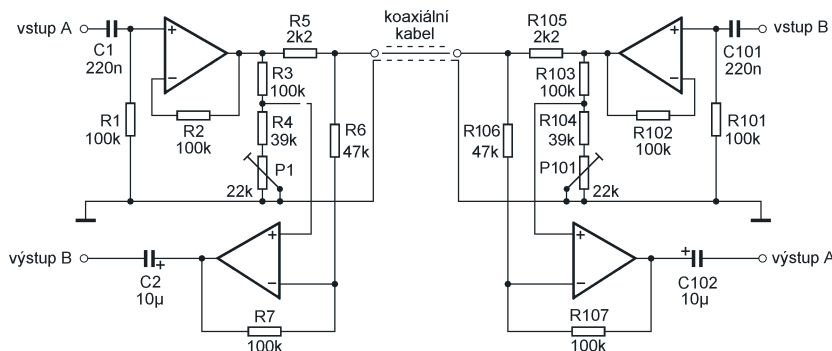 vstup A
C1
220n
+
−
R5
2k2
koaxiální
kabel
R105
2k2
vstup B
C101
220n
+
−
R1
100k
R2
100k
R3
100k
R4
39k
P1
22k
R6
47k
R106
47k
R103
100k
R104
39k
P101
22k
R102
100k
R101
100k
výstup B
C2
+
10µ
+
−
R7
100k
+
−
R107
100k
+
C102
10µ
výstup A